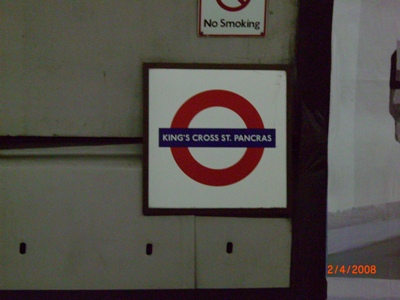 No Smoking
KING'S CROSS ST. PANCRAS
2/4/2008